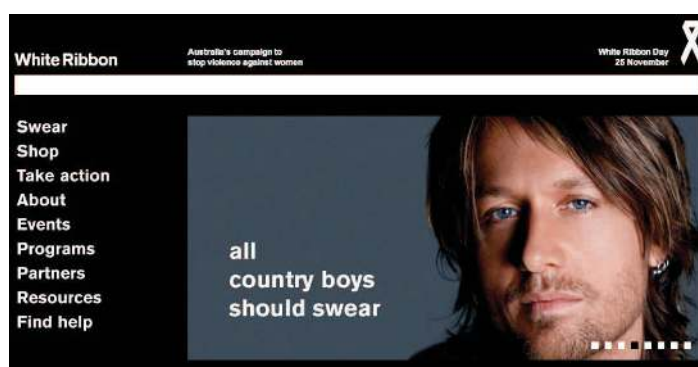 White Ribbon
Australia's campaign to
stop violence against women
White Ribbon Day
25 November
Swear
Shop
Take action
About
Events
Programs
Partners
Resources
Find help
all
country boys
should swear